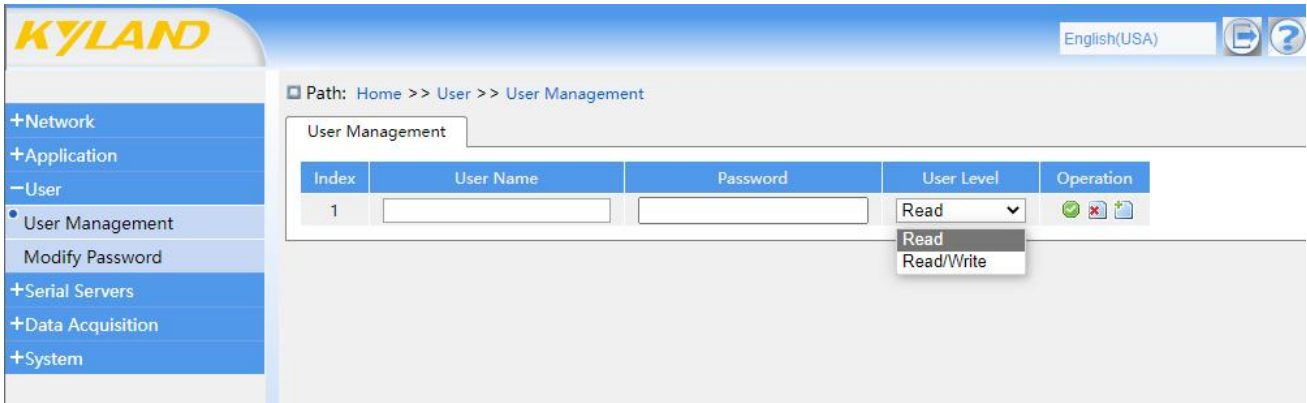 KYLAND
English(USA)
Path: Home >> User >> User Management
+Network
+Application
−User
User Management
Modify Password
+Serial Servers
+Data Acquisition
+System
User Management
Index User Name Password User Level Operation
1 Read
Read
Read/Write